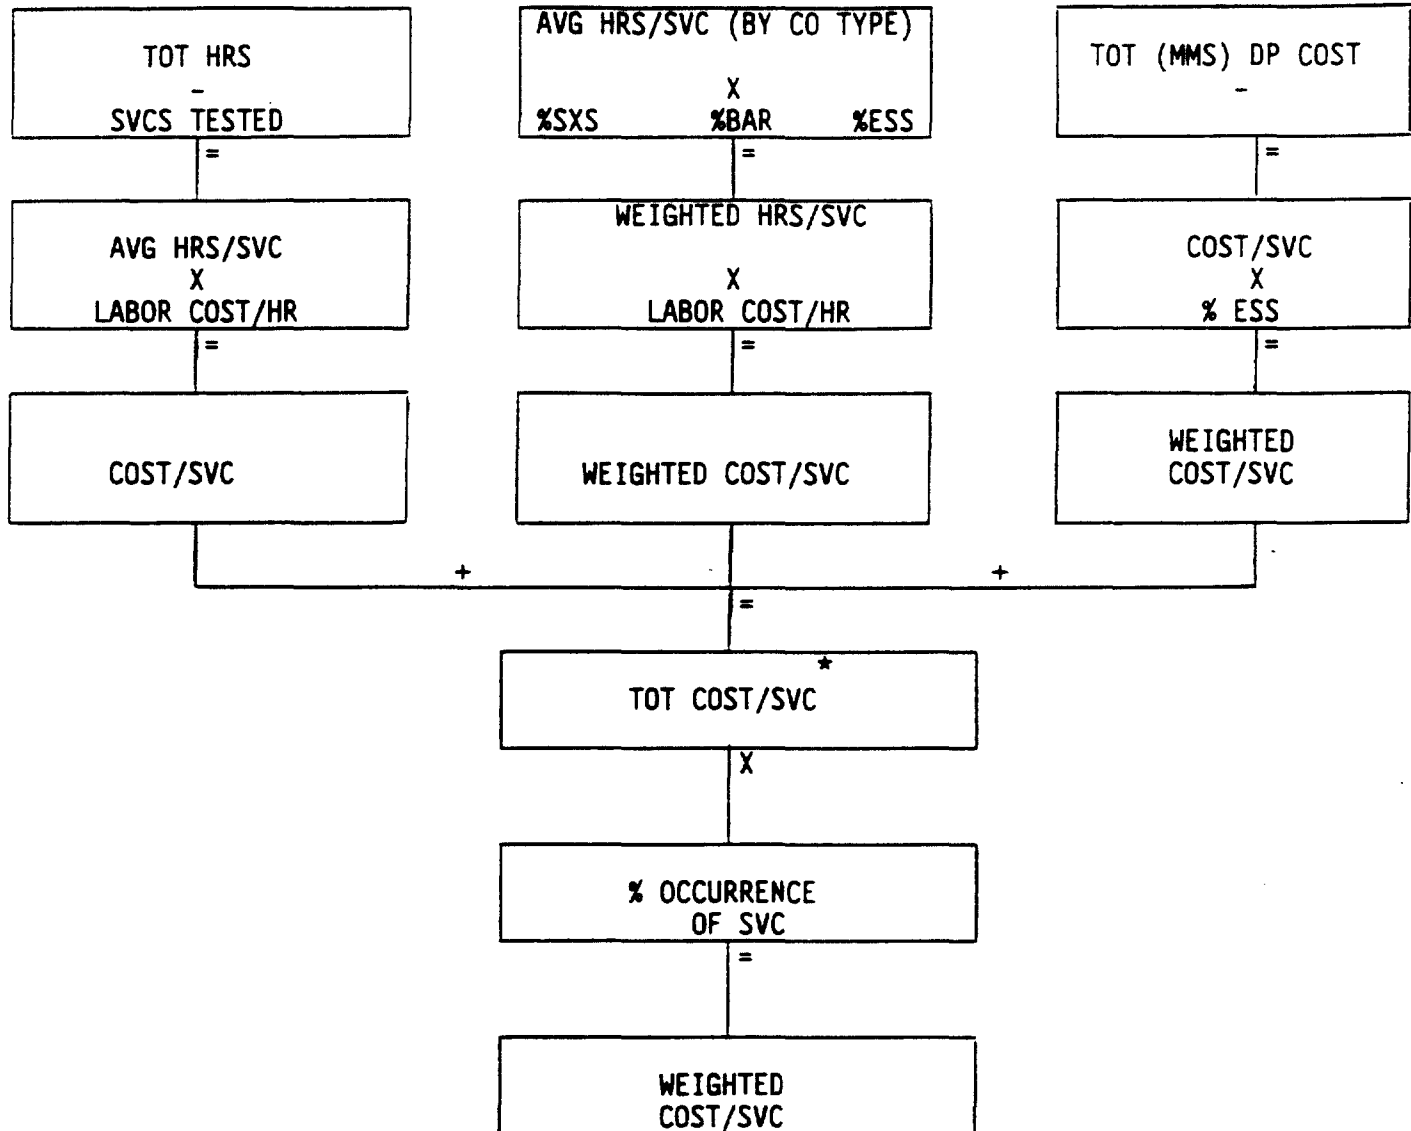 TOT HRS
-
SVCS TESTED
=
AVG HRS/SVC
X
LABOR COST/HR
=
COST/SVC
AVG HRS/SVC (BY CO TYPE)
X
%SXS %BAR %ESS
=
WEIGHTED HRS/SVC
X
LABOR COST/HR
=
WEIGHTED COST/SVC
TOT (MMS) DP COST
-
=
COST/SVC
X
% ESS
=
WEIGHTED
COST/SVC
+ +
=
*
TOT COST/SVC
X
% OCCURRENCE
OF SVC
=
WEIGHTED
COST/SVC